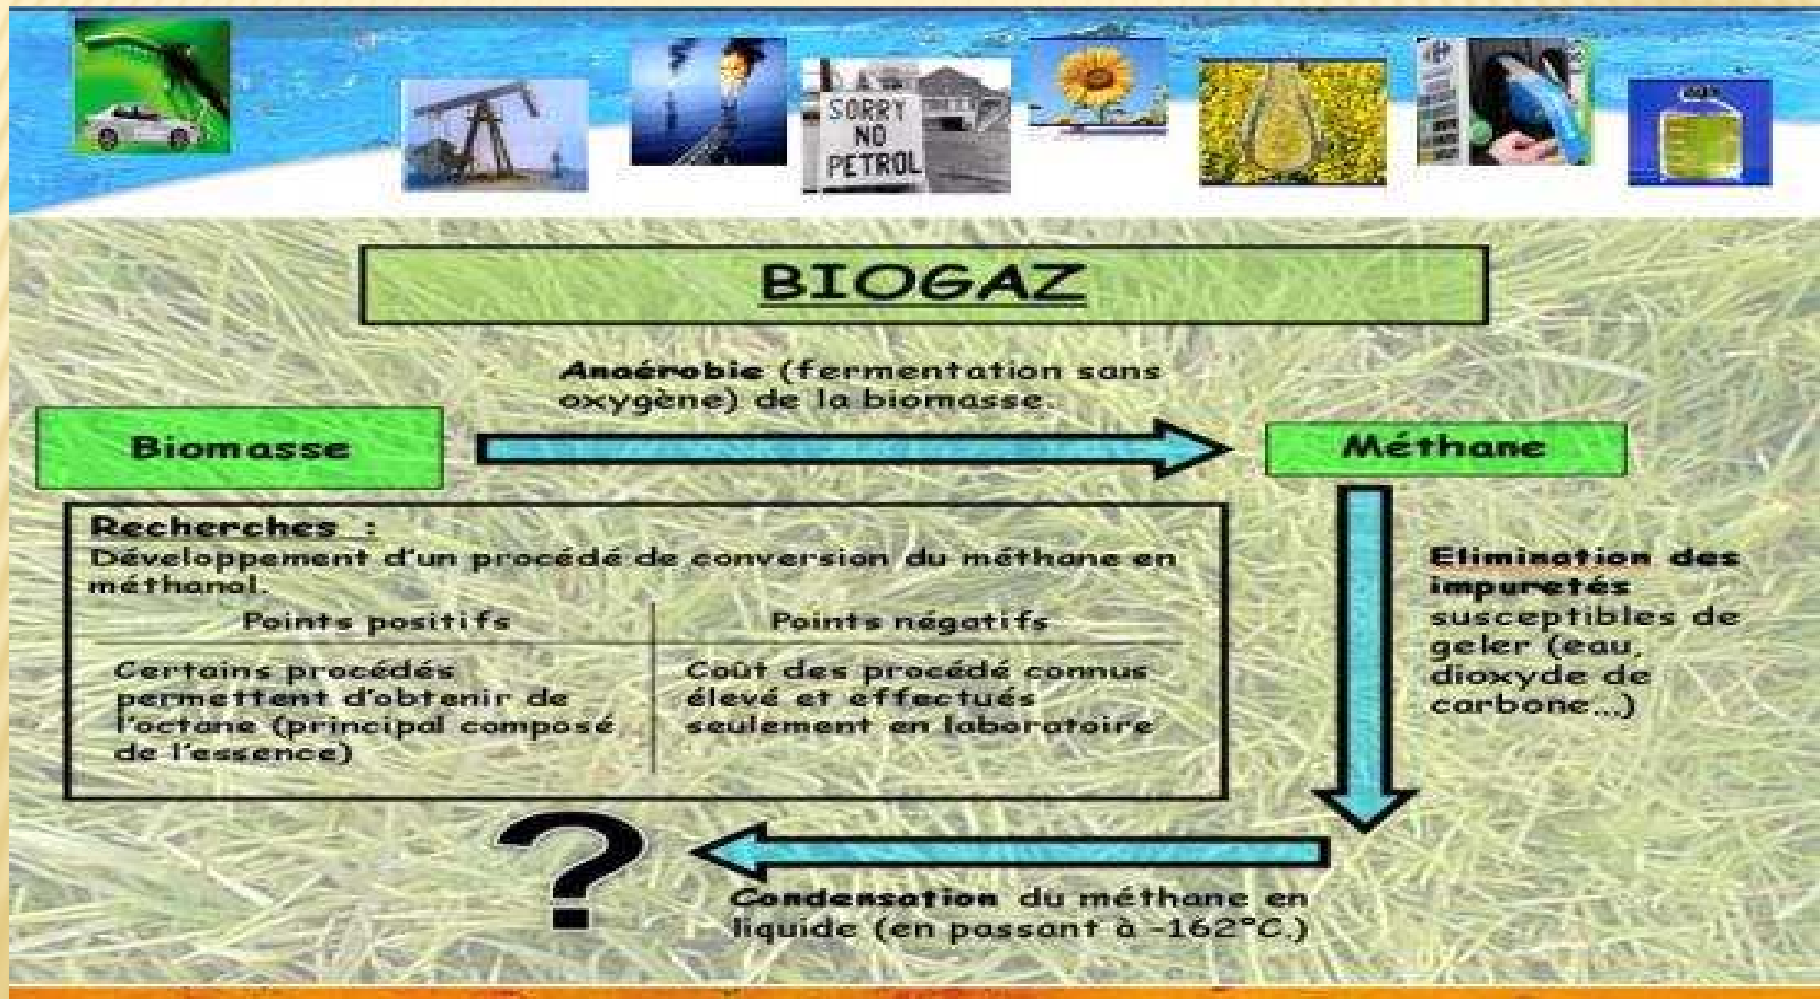 SORRY
NO
PETROL
BIOGAZ
Anaérobie (fermentation sans
oxygène) de la biomasse.
Biomasse
Méthane
Recherches :
Développement d'un procédé de conversion du méthane en
méthanol.
Points positifs
Points négatifs
Certains procédés
permettent d'obtenir de
l'octane (principal composé
de l'essence)
Coût des procédé connus
élevé et effectués
seulement en laboratoire
Elimination des
impuretés
susceptibles de
geler (eau,
dioxyde de
carbone...)
?
Condensation du méthane en
liquide (en passant à -162°C.)